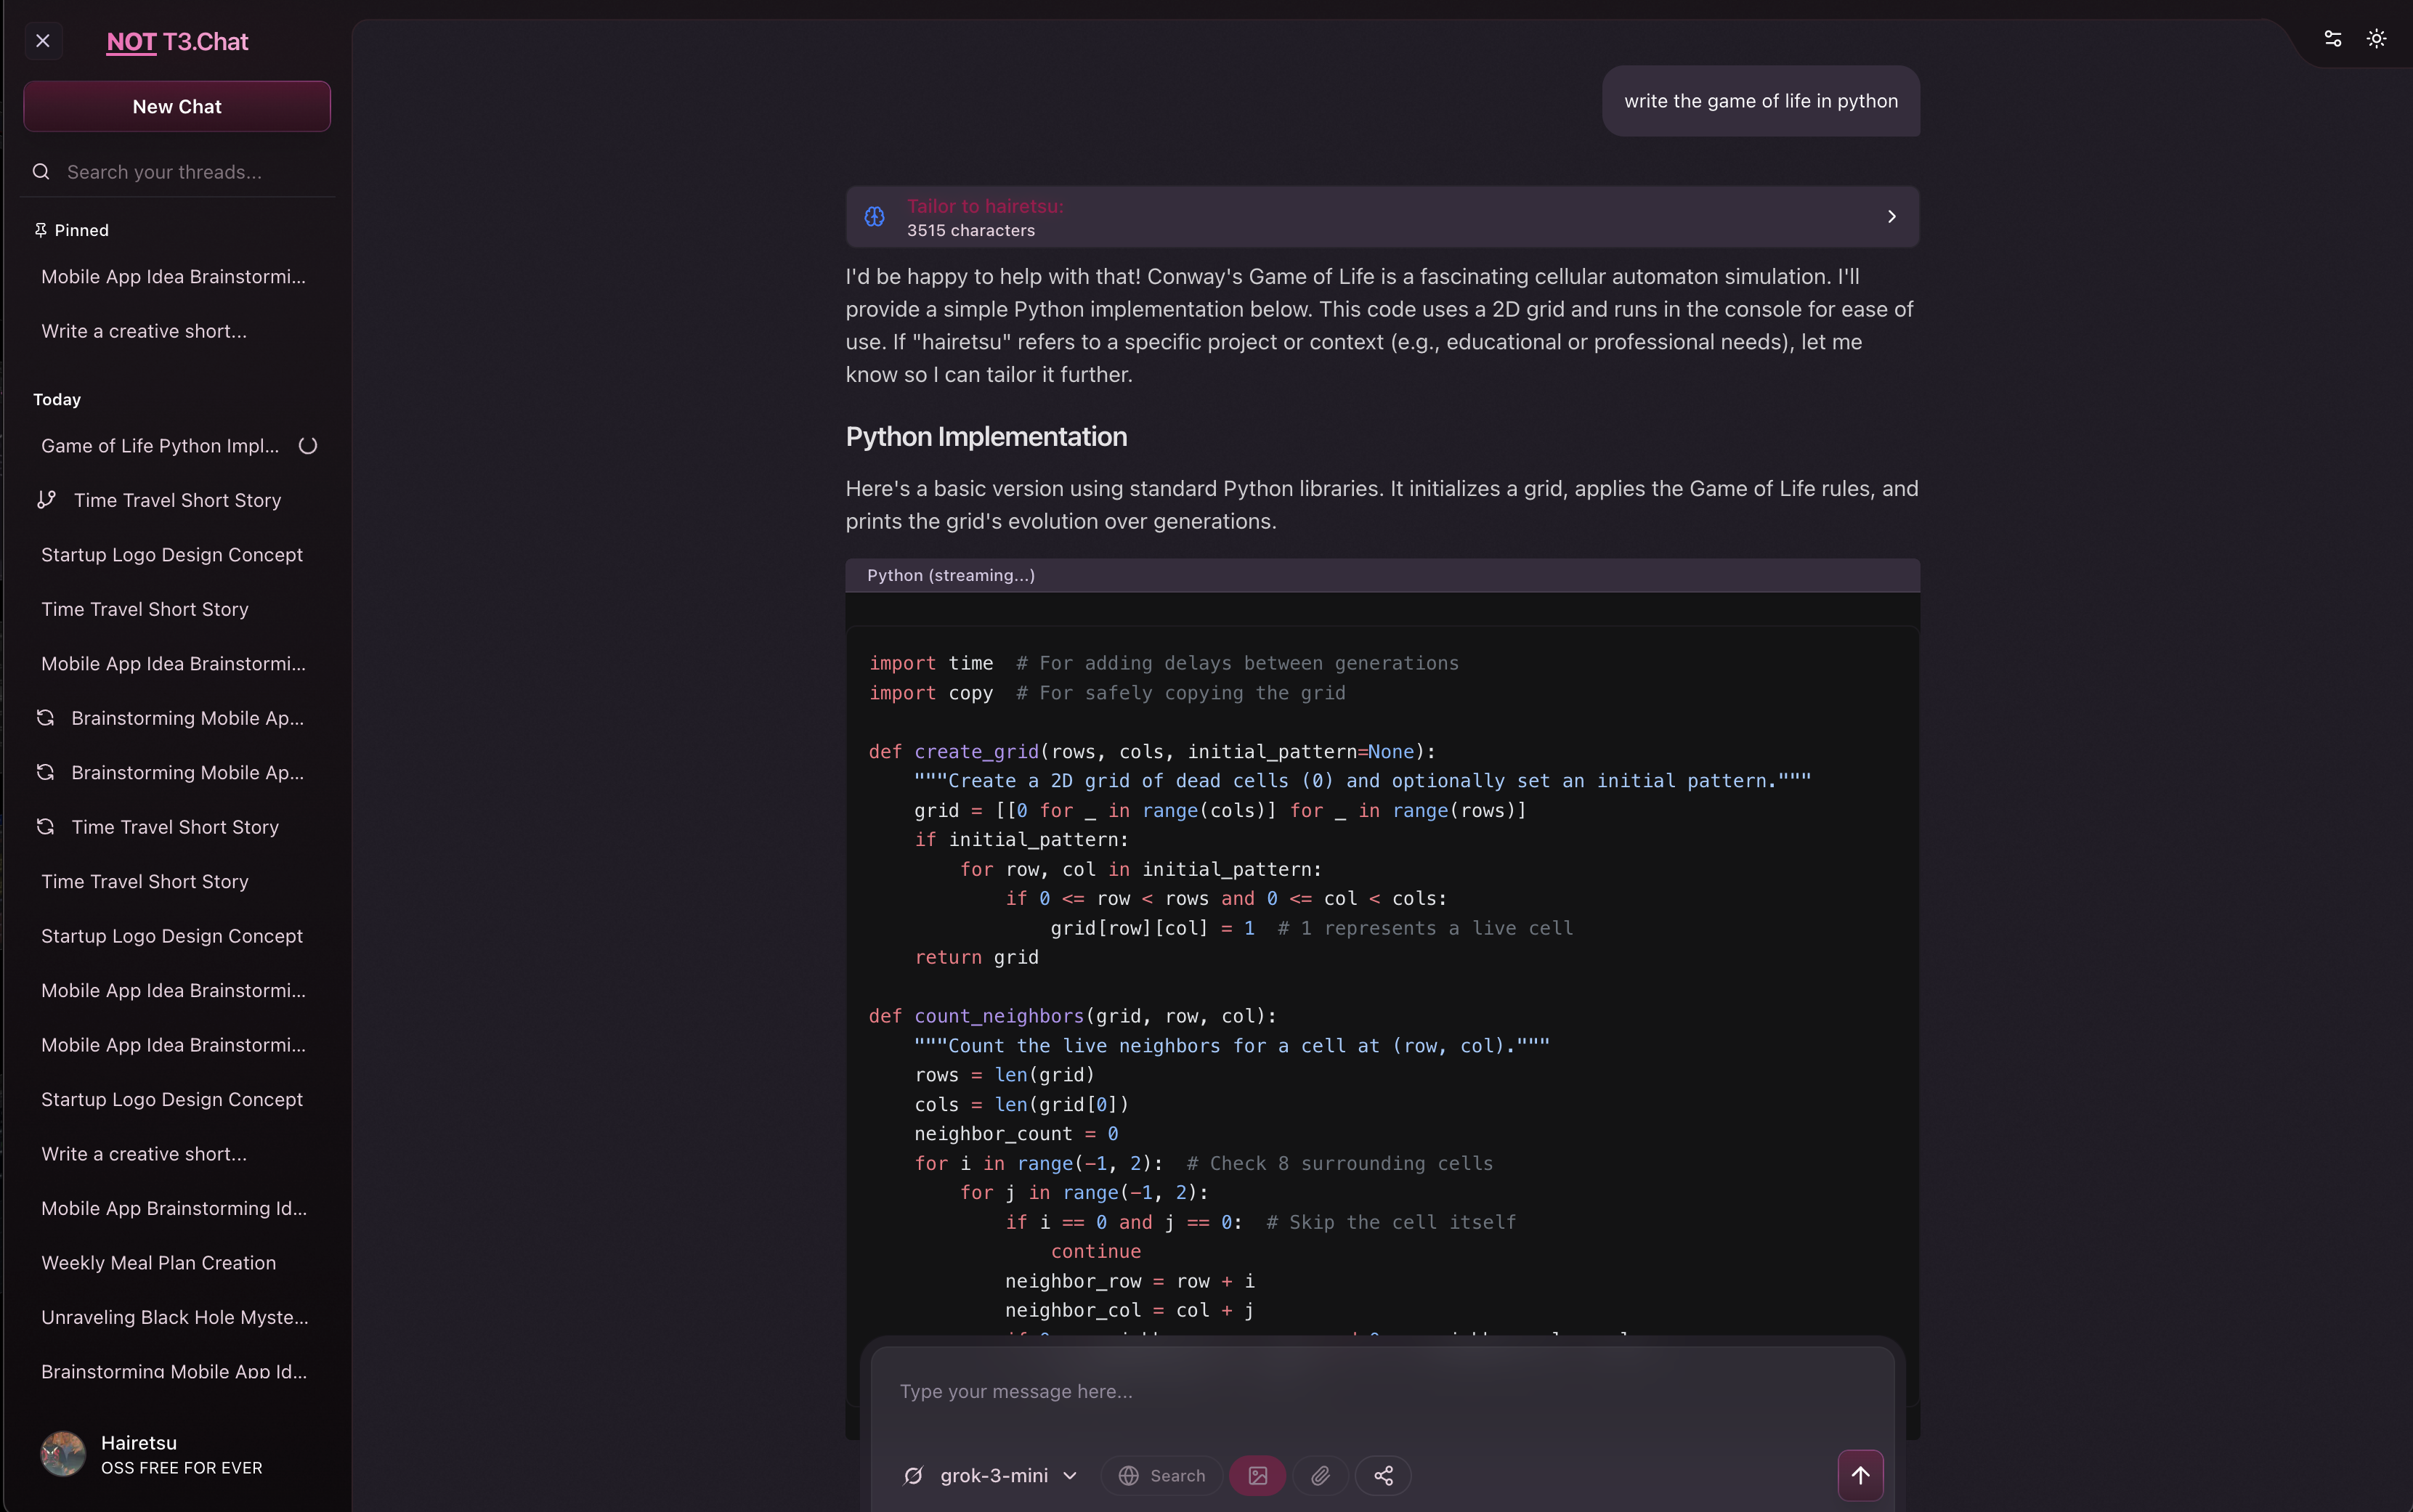 NOT T3.Chat
New Chat
Search your threads...
Pinned
Mobile App Idea Brainstormi...
Write a creative short...
Today
Game of Life Python Impl...
Time Travel Short Story
Startup Logo Design Concept
Time Travel Short Story
Mobile App Idea Brainstormi...
Brainstorming Mobile Ap...
Brainstorming Mobile Ap...
Time Travel Short Story
Time Travel Short Story
Startup Logo Design Concept
Mobile App Idea Brainstormi...
Mobile App Idea Brainstormi...
Startup Logo Design Concept
Write a creative short...
Mobile App Brainstorming Id...
Weekly Meal Plan Creation
Unraveling Black Hole Myste...
Brainstorming Mobile App Id...
Hairetsu
OSS FREE FOR EVER
write the game of life in python
Tailor to hairetsu:
3515 characters
I'd be happy to help with that! Conway's Game of Life is a fascinating cellular automaton simulation. I'll
provide a simple Python implementation below. This code uses a 2D grid and runs in the console for ease of
use. If "hairetsu" refers to a specific project or context (e.g., educational or professional needs), let me
know so I can tailor it further.
Python Implementation
Here's a basic version using standard Python libraries. It initializes a grid, applies the Game of Life rules, and
prints the grid's evolution over generations.
Python (streaming...)
import time  # For adding delays between generations
import copy  # For safely copying the grid
def create_grid(rows, cols, initial_pattern=None):
    """Create a 2D grid of dead cells (0) and optionally set an initial pattern."""
    grid = [[0 for _ in range(cols)] for _ in range(rows)]
    if initial_pattern:
        for row, col in initial_pattern:
            if 0 <= row < rows and 0 <= col < cols:
                grid[row][col] = 1  # 1 represents a live cell
    return grid
def count_neighbors(grid, row, col):
    """Count the live neighbors for a cell at (row, col)."""
    rows = len(grid)
    cols = len(grid[0])
    neighbor_count = 0
    for i in range(-1, 2):  # Check 8 surrounding cells
        for j in range(-1, 2):
            if i == 0 and j == 0:  # Skip the cell itself
                continue
            neighbor_row = row + i
            neighbor_col = col + j
Type your message here...
grok-3-mini
Search